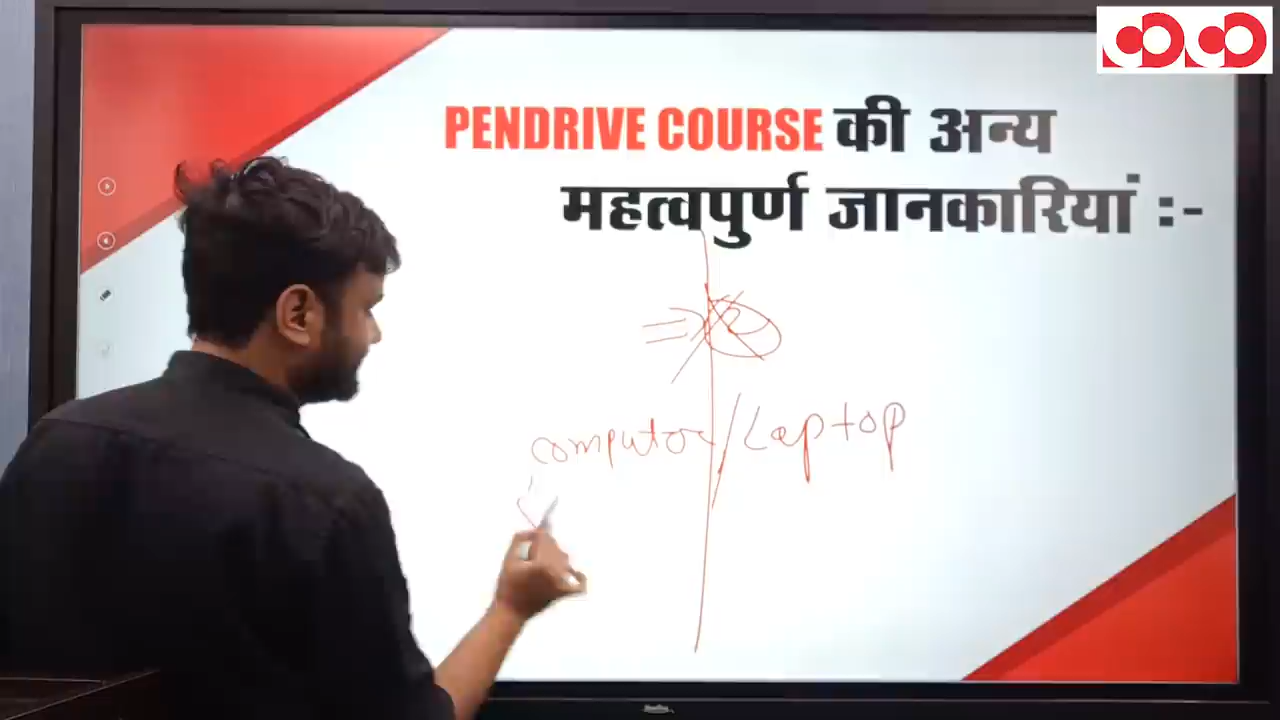 PENDRIVE COURSE की अन्य
महत्वपुर्ण जानकारियां :-
computer/Laptop